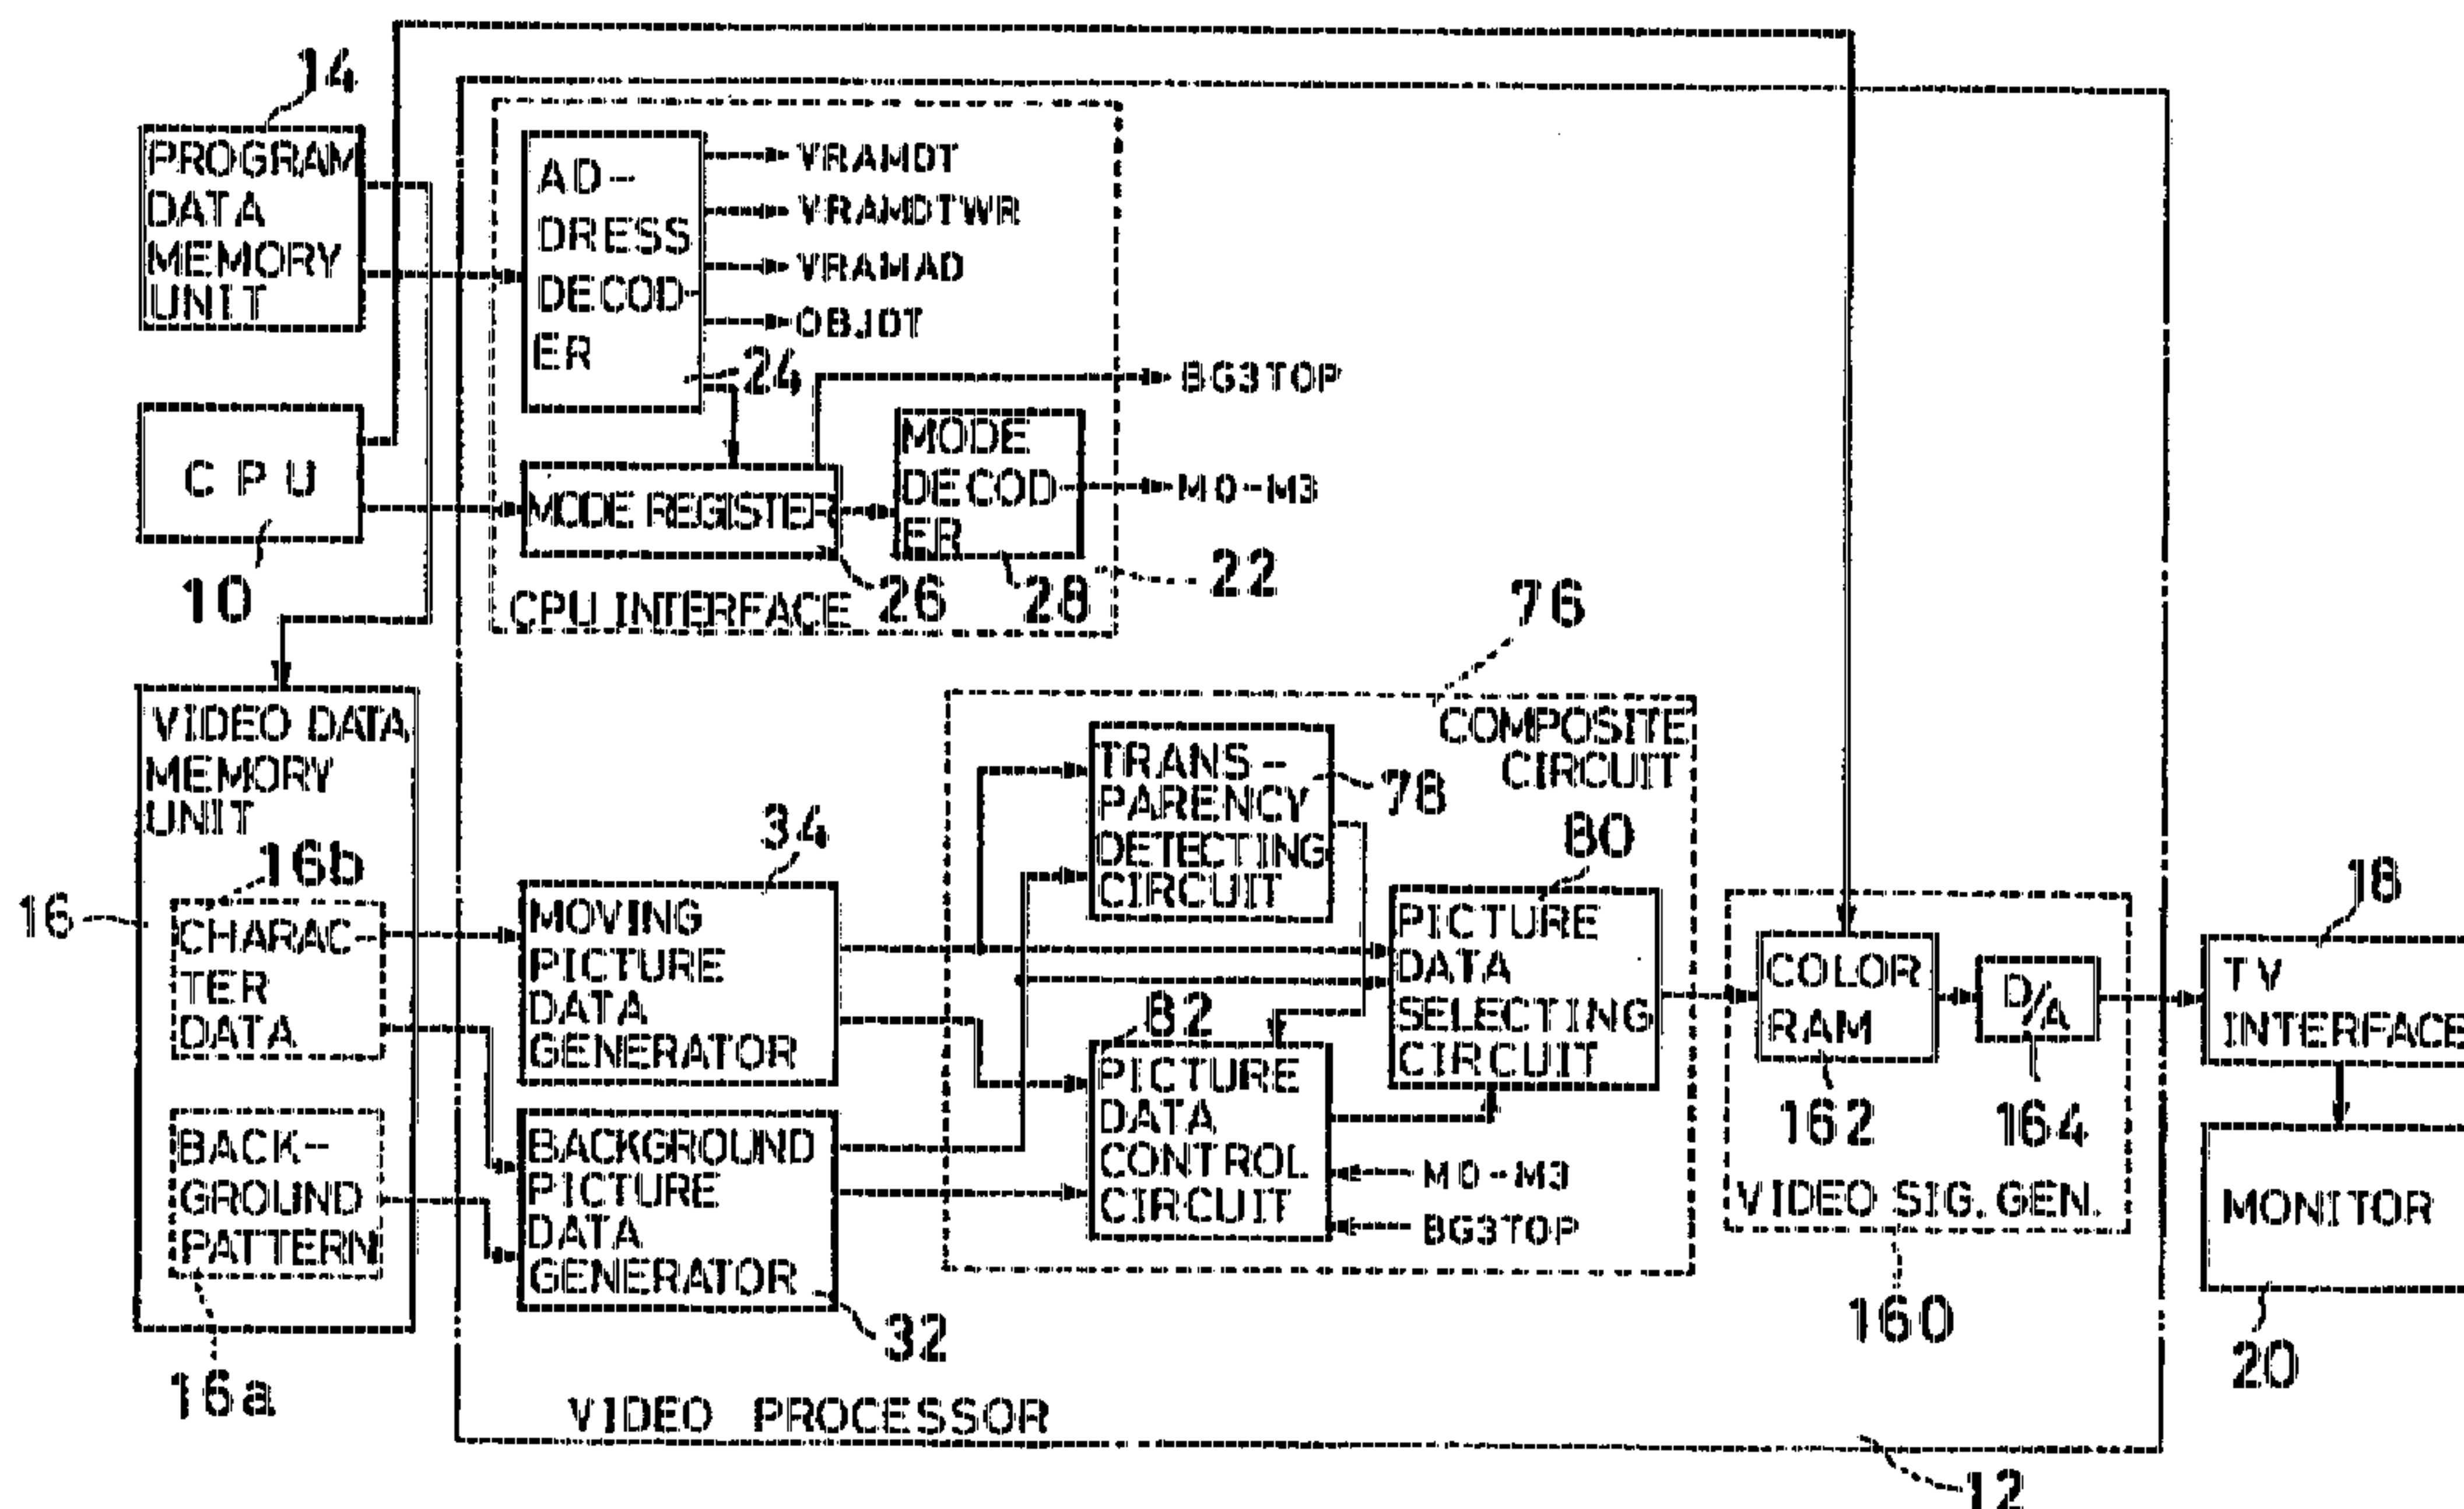 14
PROGRAM
DATA
MEMORY
UNIT
AD-
DRESS
DECOD-
ER
24
VRAMDT
VRAMDTWR
VRAMAD
OBJDT
BG3TOP
CPU
10
MODE REGISTER
26
MODE
DECOD-
ER
28
M0-M3
22
CPU INTERFACE
VIDEO DATA
MEMORY
UNIT
16
16b
CHARAC-
TER
DATA
BACK-
GROUND
PATTERN
16a
34
MOVING
PICTURE
DATA
GENERATOR
BACKGROUND
PICTURE
DATA
GENERATOR
32
76
COMPOSITE
CIRCUIT
TRANS-
PARENCY
DETECTING
CIRCUIT
78
80
PICTURE
DATA
SELECTING
CIRCUIT
82
PICTURE
DATA
CONTROL
CIRCUIT
M0-M3
BG3TOP
COLOR
RAM
162
D/A
164
VIDEO SIG. GEN.
160
18
TV
INTERFACE
MONITOR
20
VIDEO PROCESSOR
12